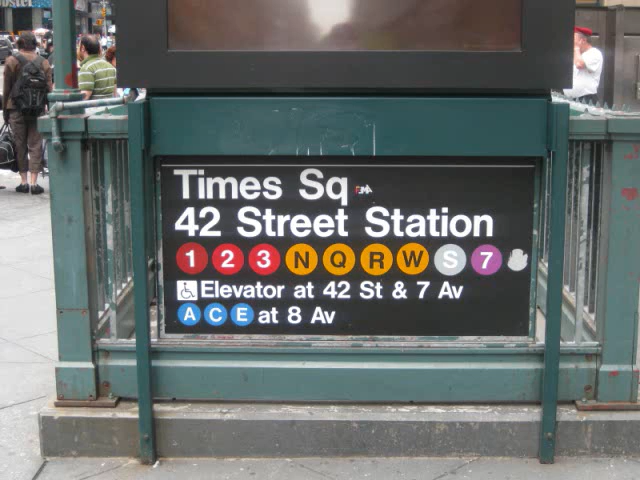 Times Sq
42 Street Station
1 2 3 N Q R W S 7
Elevator at 42 St & 7 Av
A C E at 8 Av